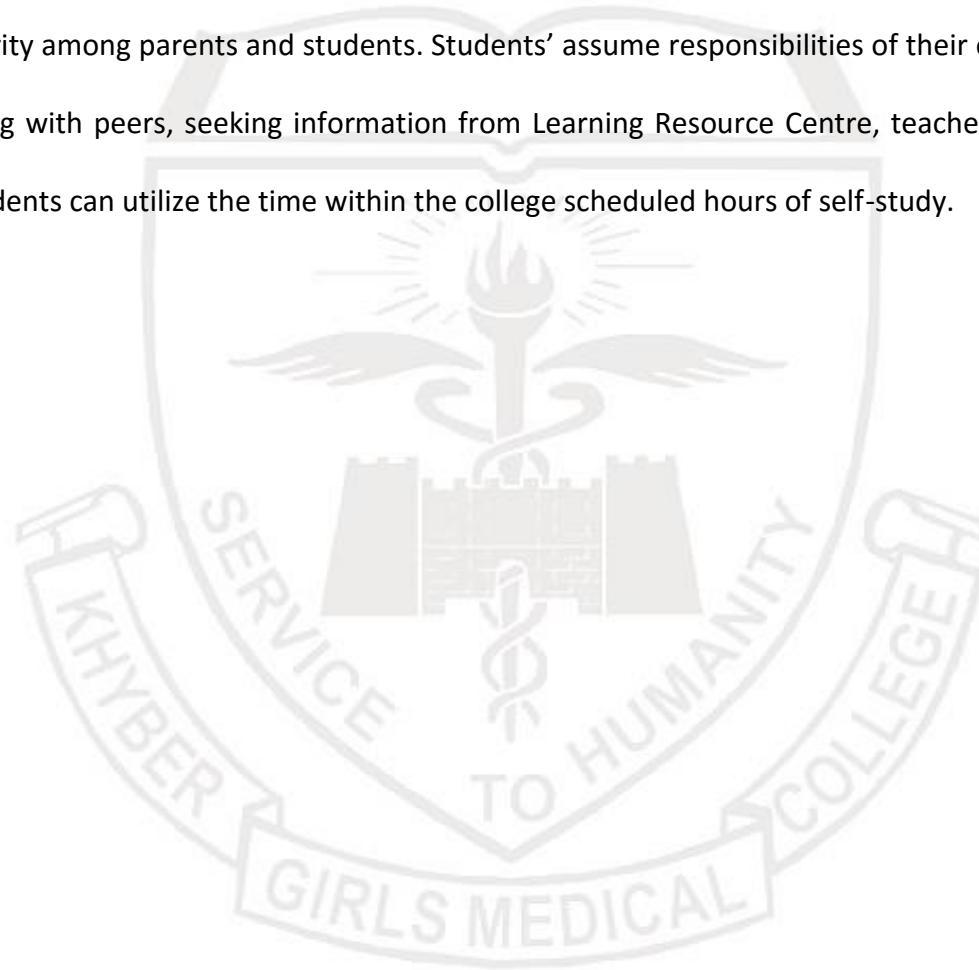 rity among parents and students. Students’ assume responsibilities of their
g with peers, seeking information from Learning Resource Centre, teache
dents can utilize the time within the college scheduled hours of self-study.
SERVICE TO HUMANITY
KHYBER GIRLS MEDICAL COLLEGE